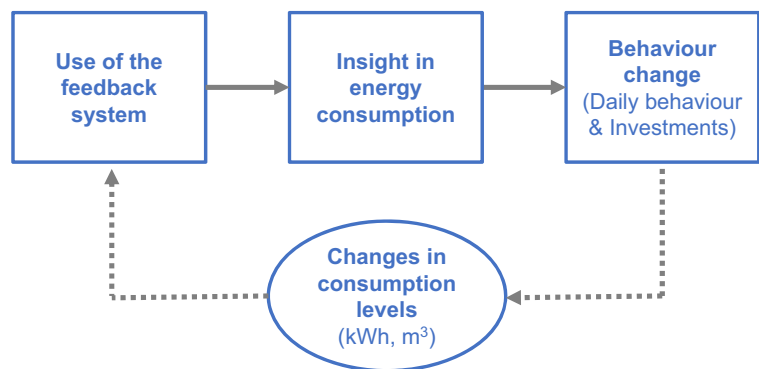 Use of the
feedback
system
Insight in
energy
consumption
Behaviour
change
(Daily behaviour
& Investments)
Changes in
consumption
levels
(kWh, m³)